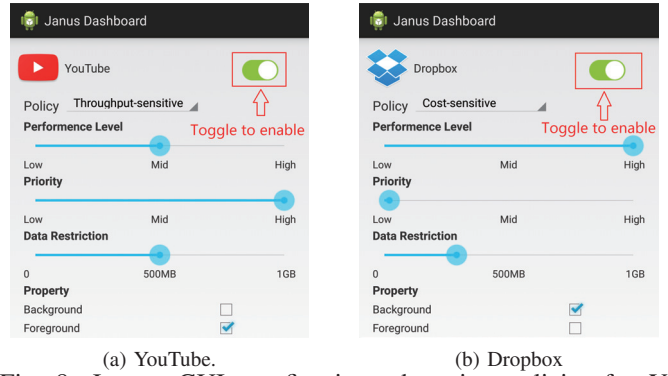 Janus Dashboard
YouTube
Policy Throughput-sensitive
Toggle to enable
Performence Level
Low Mid High
Priority
Low Mid High
Data Restriction
0 500MB 1GB
Property
Background
Foreground
(a) YouTube.
Janus Dashboard
Dropbox
Policy Cost-sensitive
Toggle to enable
Performence Level
Low Mid High
Priority
Low Mid High
Data Restriction
0 500MB 1GB
Property
Background
Foreground
(b) Dropbox